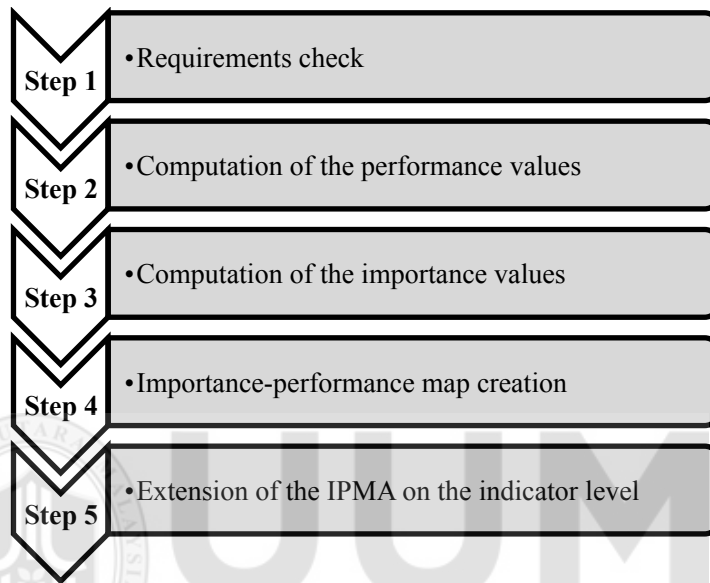 Step 1
•Requirements check
Step 2
•Computation of the performance values
Step 3
•Computation of the importance values
Step 4
•Importance-performance map creation
Step 5
•Extension of the IPMA on the indicator level
UUM